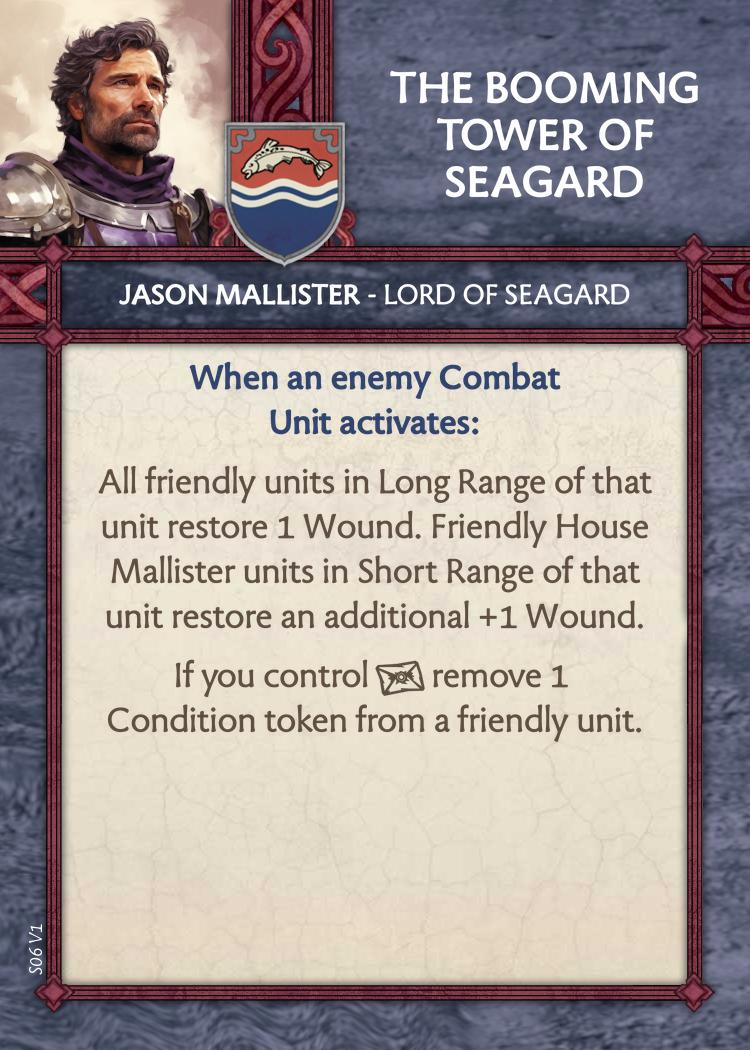 THE BOOMING
TOWER OF
SEAGARD
JASON MALLISTER - LORD OF SEAGARD
When an enemy Combat
Unit activates:
All friendly units in Long Range of that
unit restore 1 Wound. Friendly House
Mallister units in Short Range of that
unit restore an additional +1 Wound.
If you control remove 1
Condition token from a friendly unit.
S06 V1